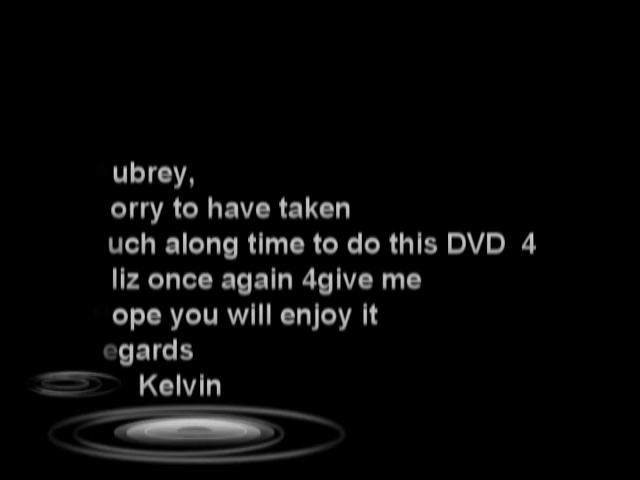 ubrey,
orry to have taken
uch along time to do this DVD 4
liz once again 4give me
ope you will enjoy it
egards
Kelvin